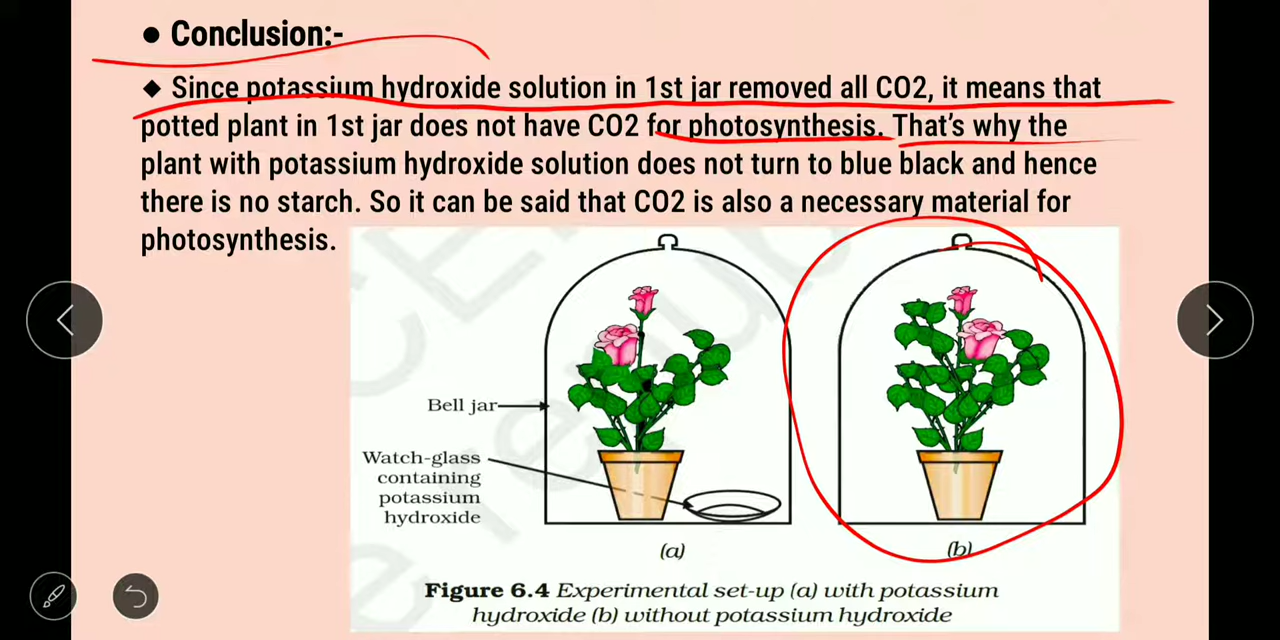 ● Conclusion:-
◆ Since potassium hydroxide solution in 1st jar removed all CO2, it means that
potted plant in 1st jar does not have CO2 for photosynthesis. That's why the
plant with potassium hydroxide solution does not turn to blue black and hence
there is no starch. So it can be said that CO2 is also a necessary material for
photosynthesis.
Bell jar
Watch-glass
containing
potassium
hydroxide
(a)
(b)
Figure 6.4 Experimental set-up (a) with potassium
hydroxide (b) without potassium hydroxide